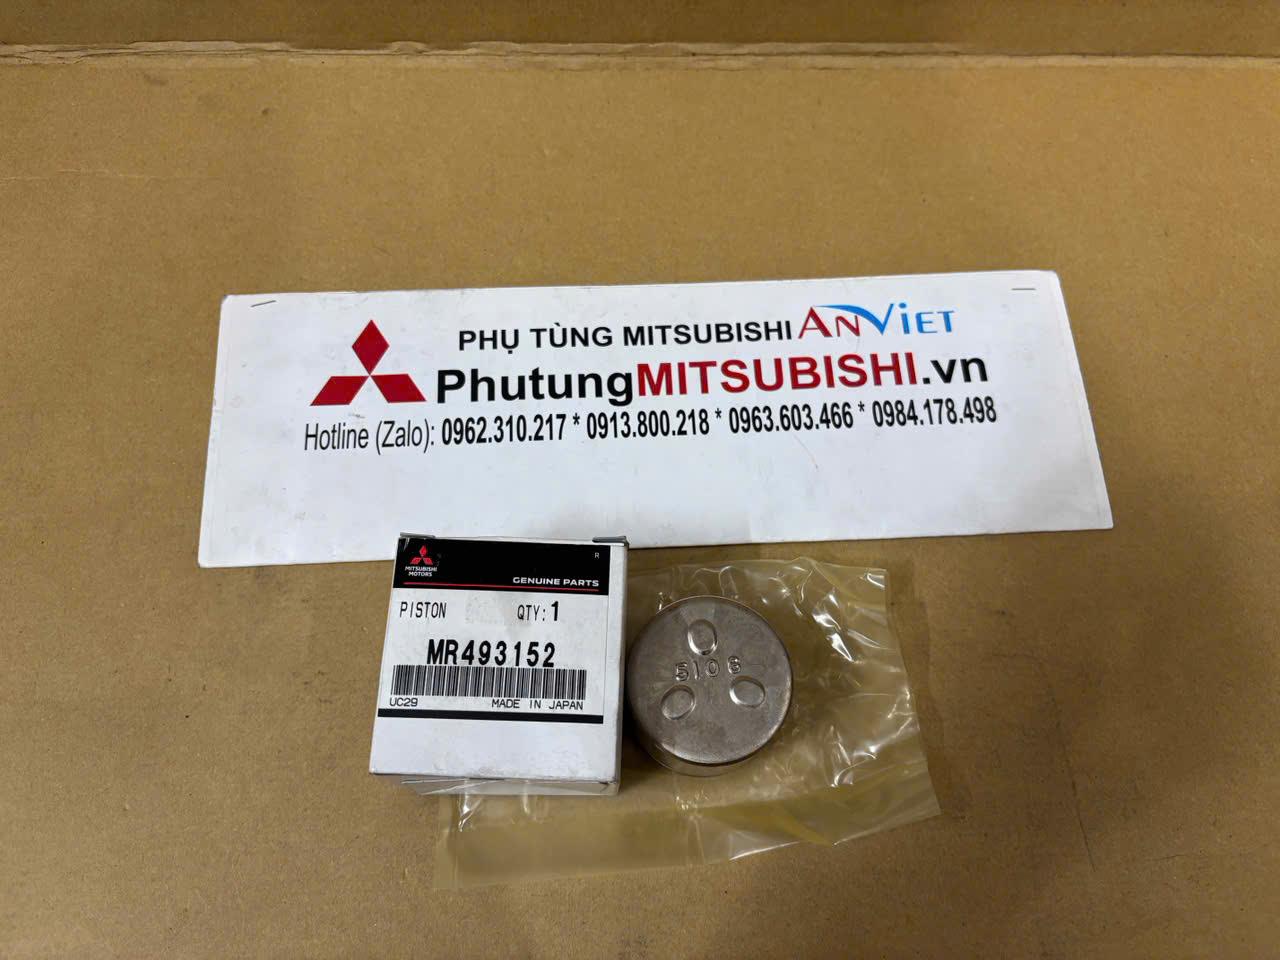 PHỤ TÙNG MITSUBISHI ANVIET
PhutungMITSUBISHI.vn
Hotline (Zalo): 0962.310.217 * 0913.800.218 * 0963.603.466 * 0984.178.498
R
MITSUBISHI
MOTORS
GENUINE PARTS
PISTON QTY: 1
MR493152
UC29 MADE IN JAPAN
5106